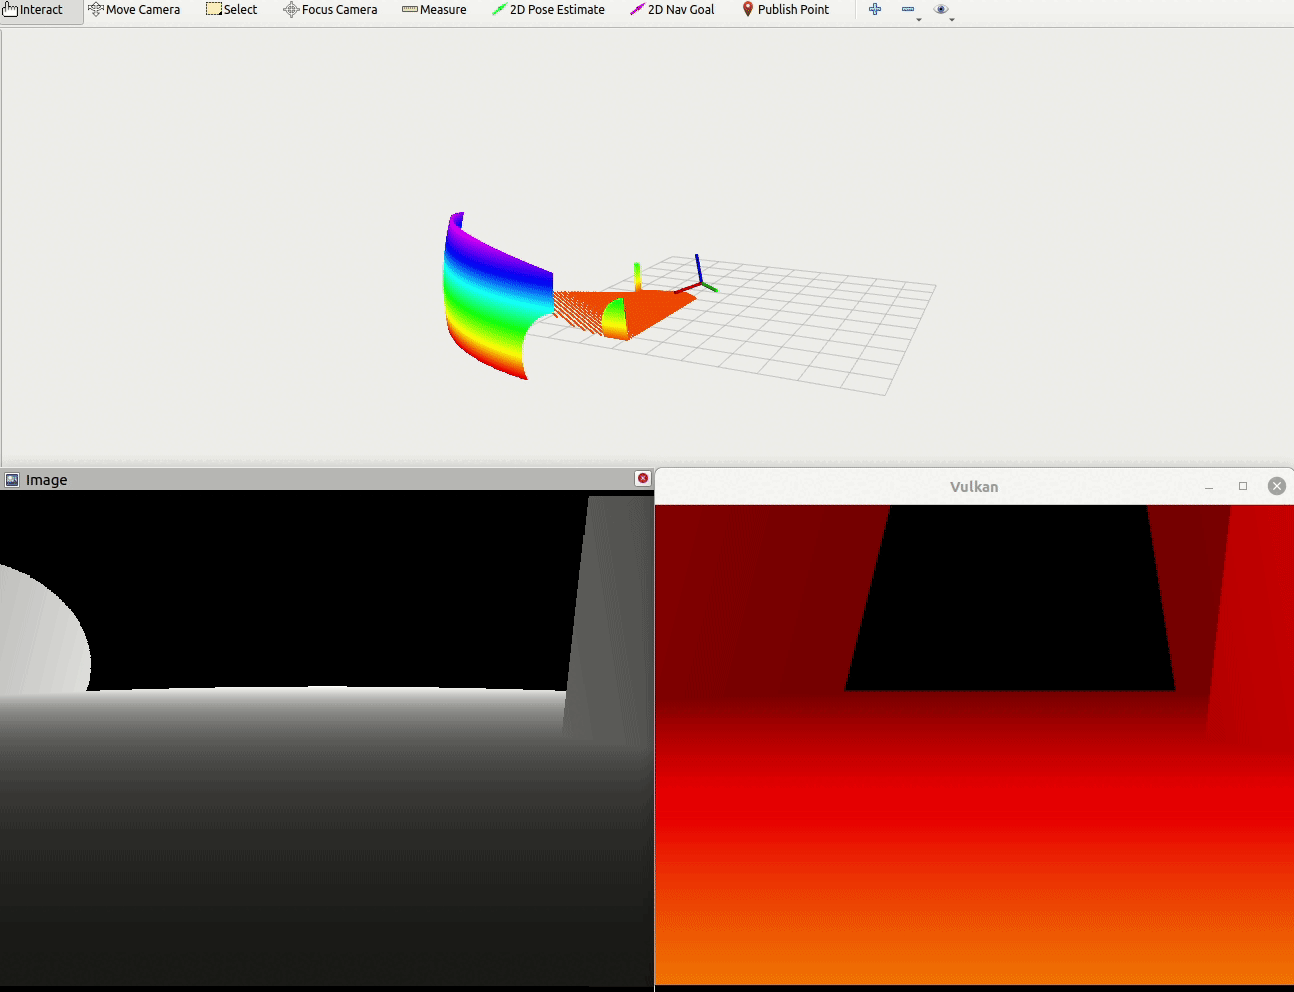 Interact Move Camera Select Focus Camera Measure 2D Pose Estimate 2D Nav Goal Publish Point
Image
Vulkan